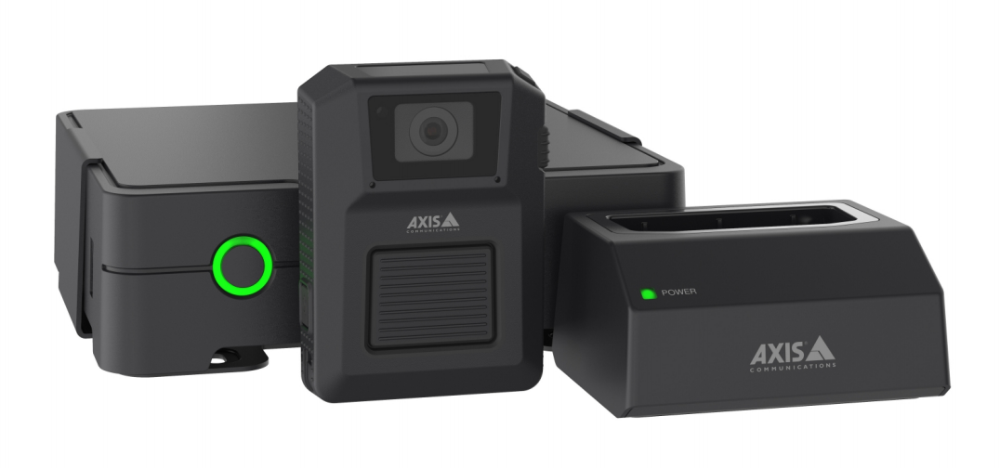 AXIS
COMMUNICATIONS
POWER
AXIS
COMMUNICATIONS